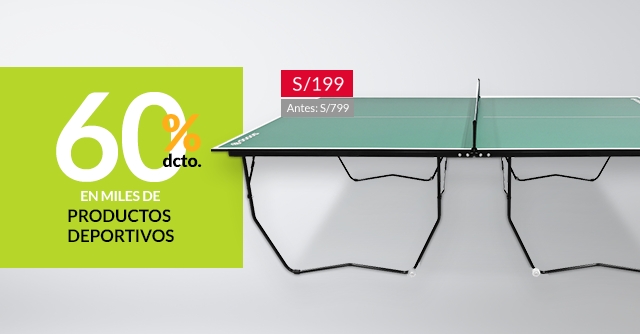 60%
dcto.
EN MILES DE
PRODUCTOS
DEPORTIVOS
S/199
Antes: S/799